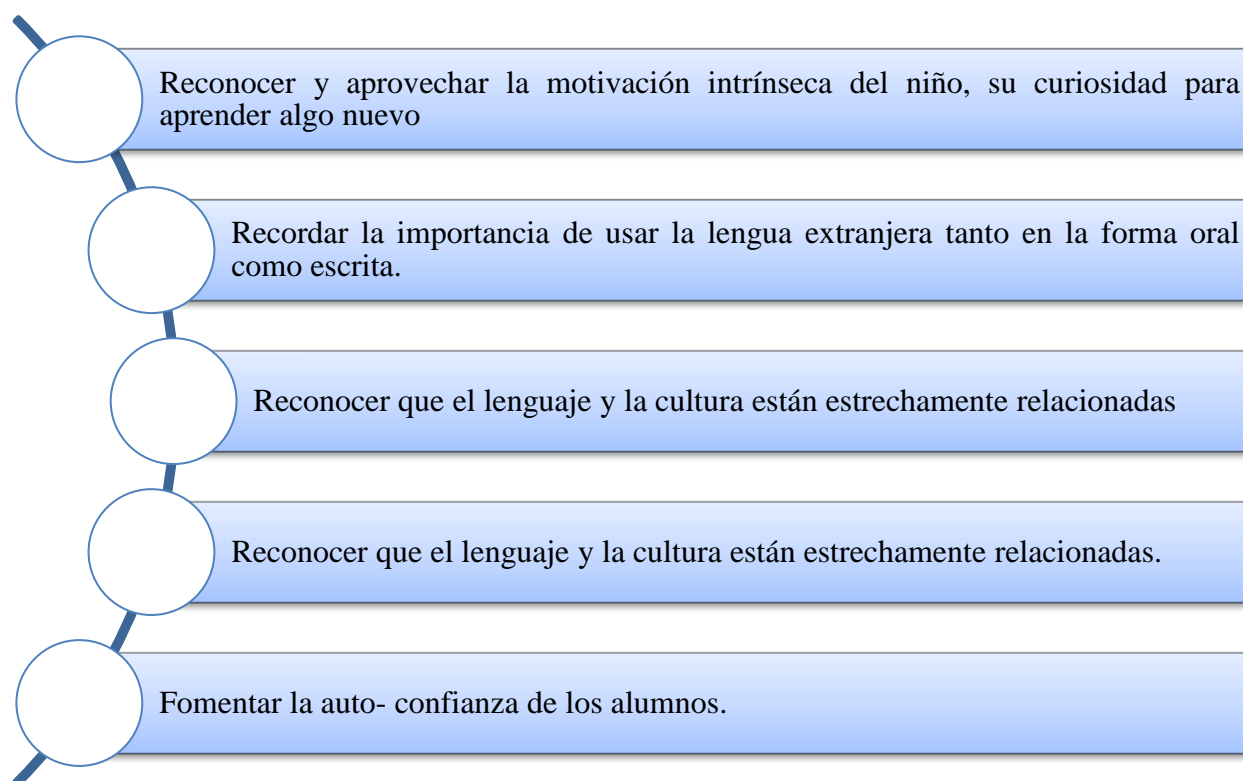 Reconocer y aprovechar la motivación intrínseca del niño, su curiosidad para
aprender algo nuevo
Recordar la importancia de usar la lengua extranjera tanto en la forma oral
como escrita.
Reconocer que el lenguaje y la cultura están estrechamente relacionadas
Reconocer que el lenguaje y la cultura están estrechamente relacionadas.
Fomentar la auto- confianza de los alumnos.